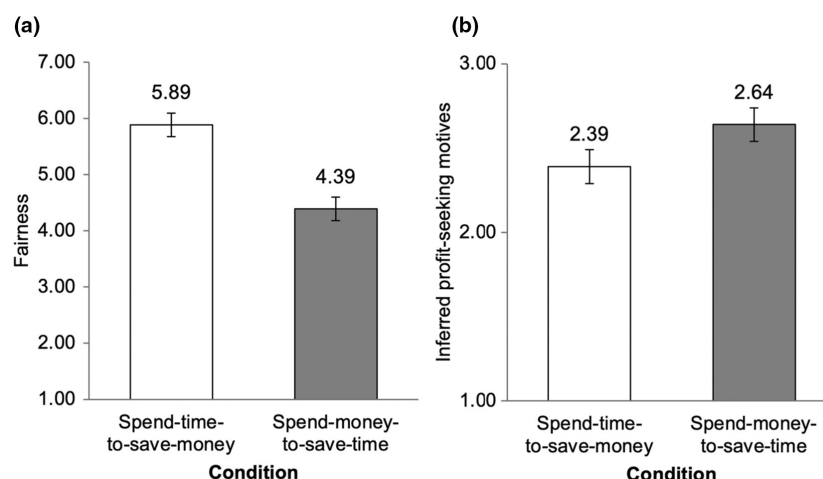 (a)
7.00
6.00
5.00
4.00
3.00
2.00
1.00
Fairness
5.89
4.39
Spend-time-
to-save-money
Spend-money-
to-save-time
Condition
(b)
3.00
2.00
1.00
Inferred profit-seeking motives
2.39
2.64
Spend-time-
to-save-money
Spend-money-
to-save-time
Condition